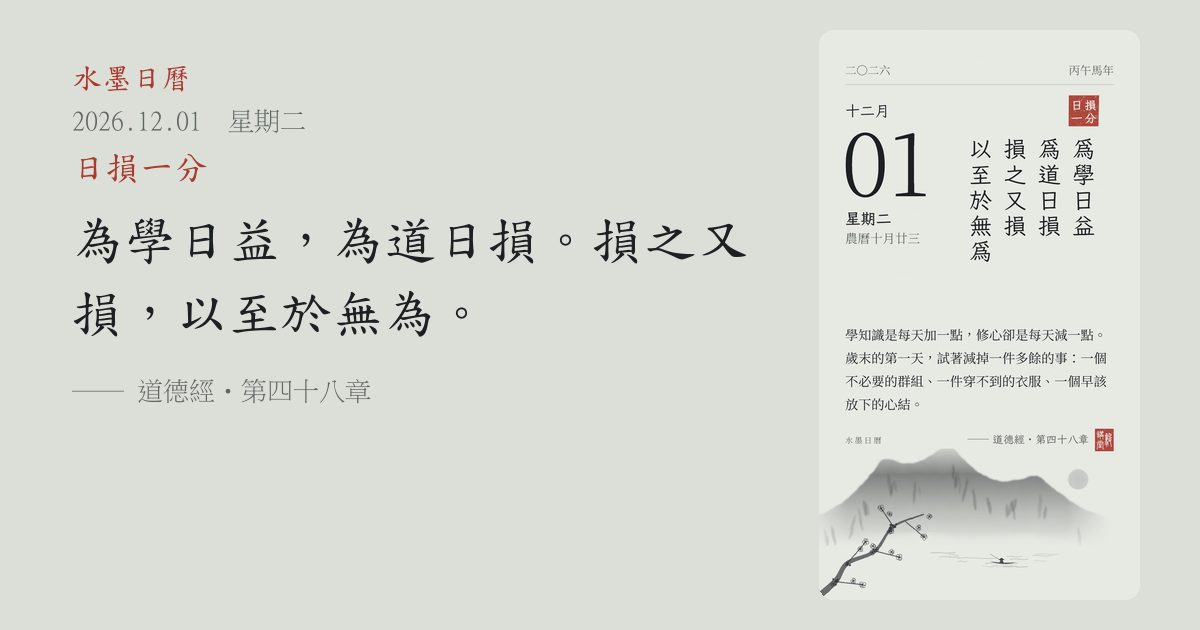 水墨日曆
2026.12.01 星期二
日損一分
為學日益，為道日損。損之又
損，以至於無為。
—— 道德經・第四十八章
二〇二六
丙午馬年
十二月
01
星期二
農曆十月廿三
日損一分
爲學日益
爲道日損
損之又損
以至於無爲
學知識是每天加一點，修心卻是每天減一點。
歲末的第一天，試著減掉一件多餘的事：一個
不必要的群組、一件穿不到的衣服、一個早該
放下的心結。
水墨日曆
—— 道德經・第四十八章